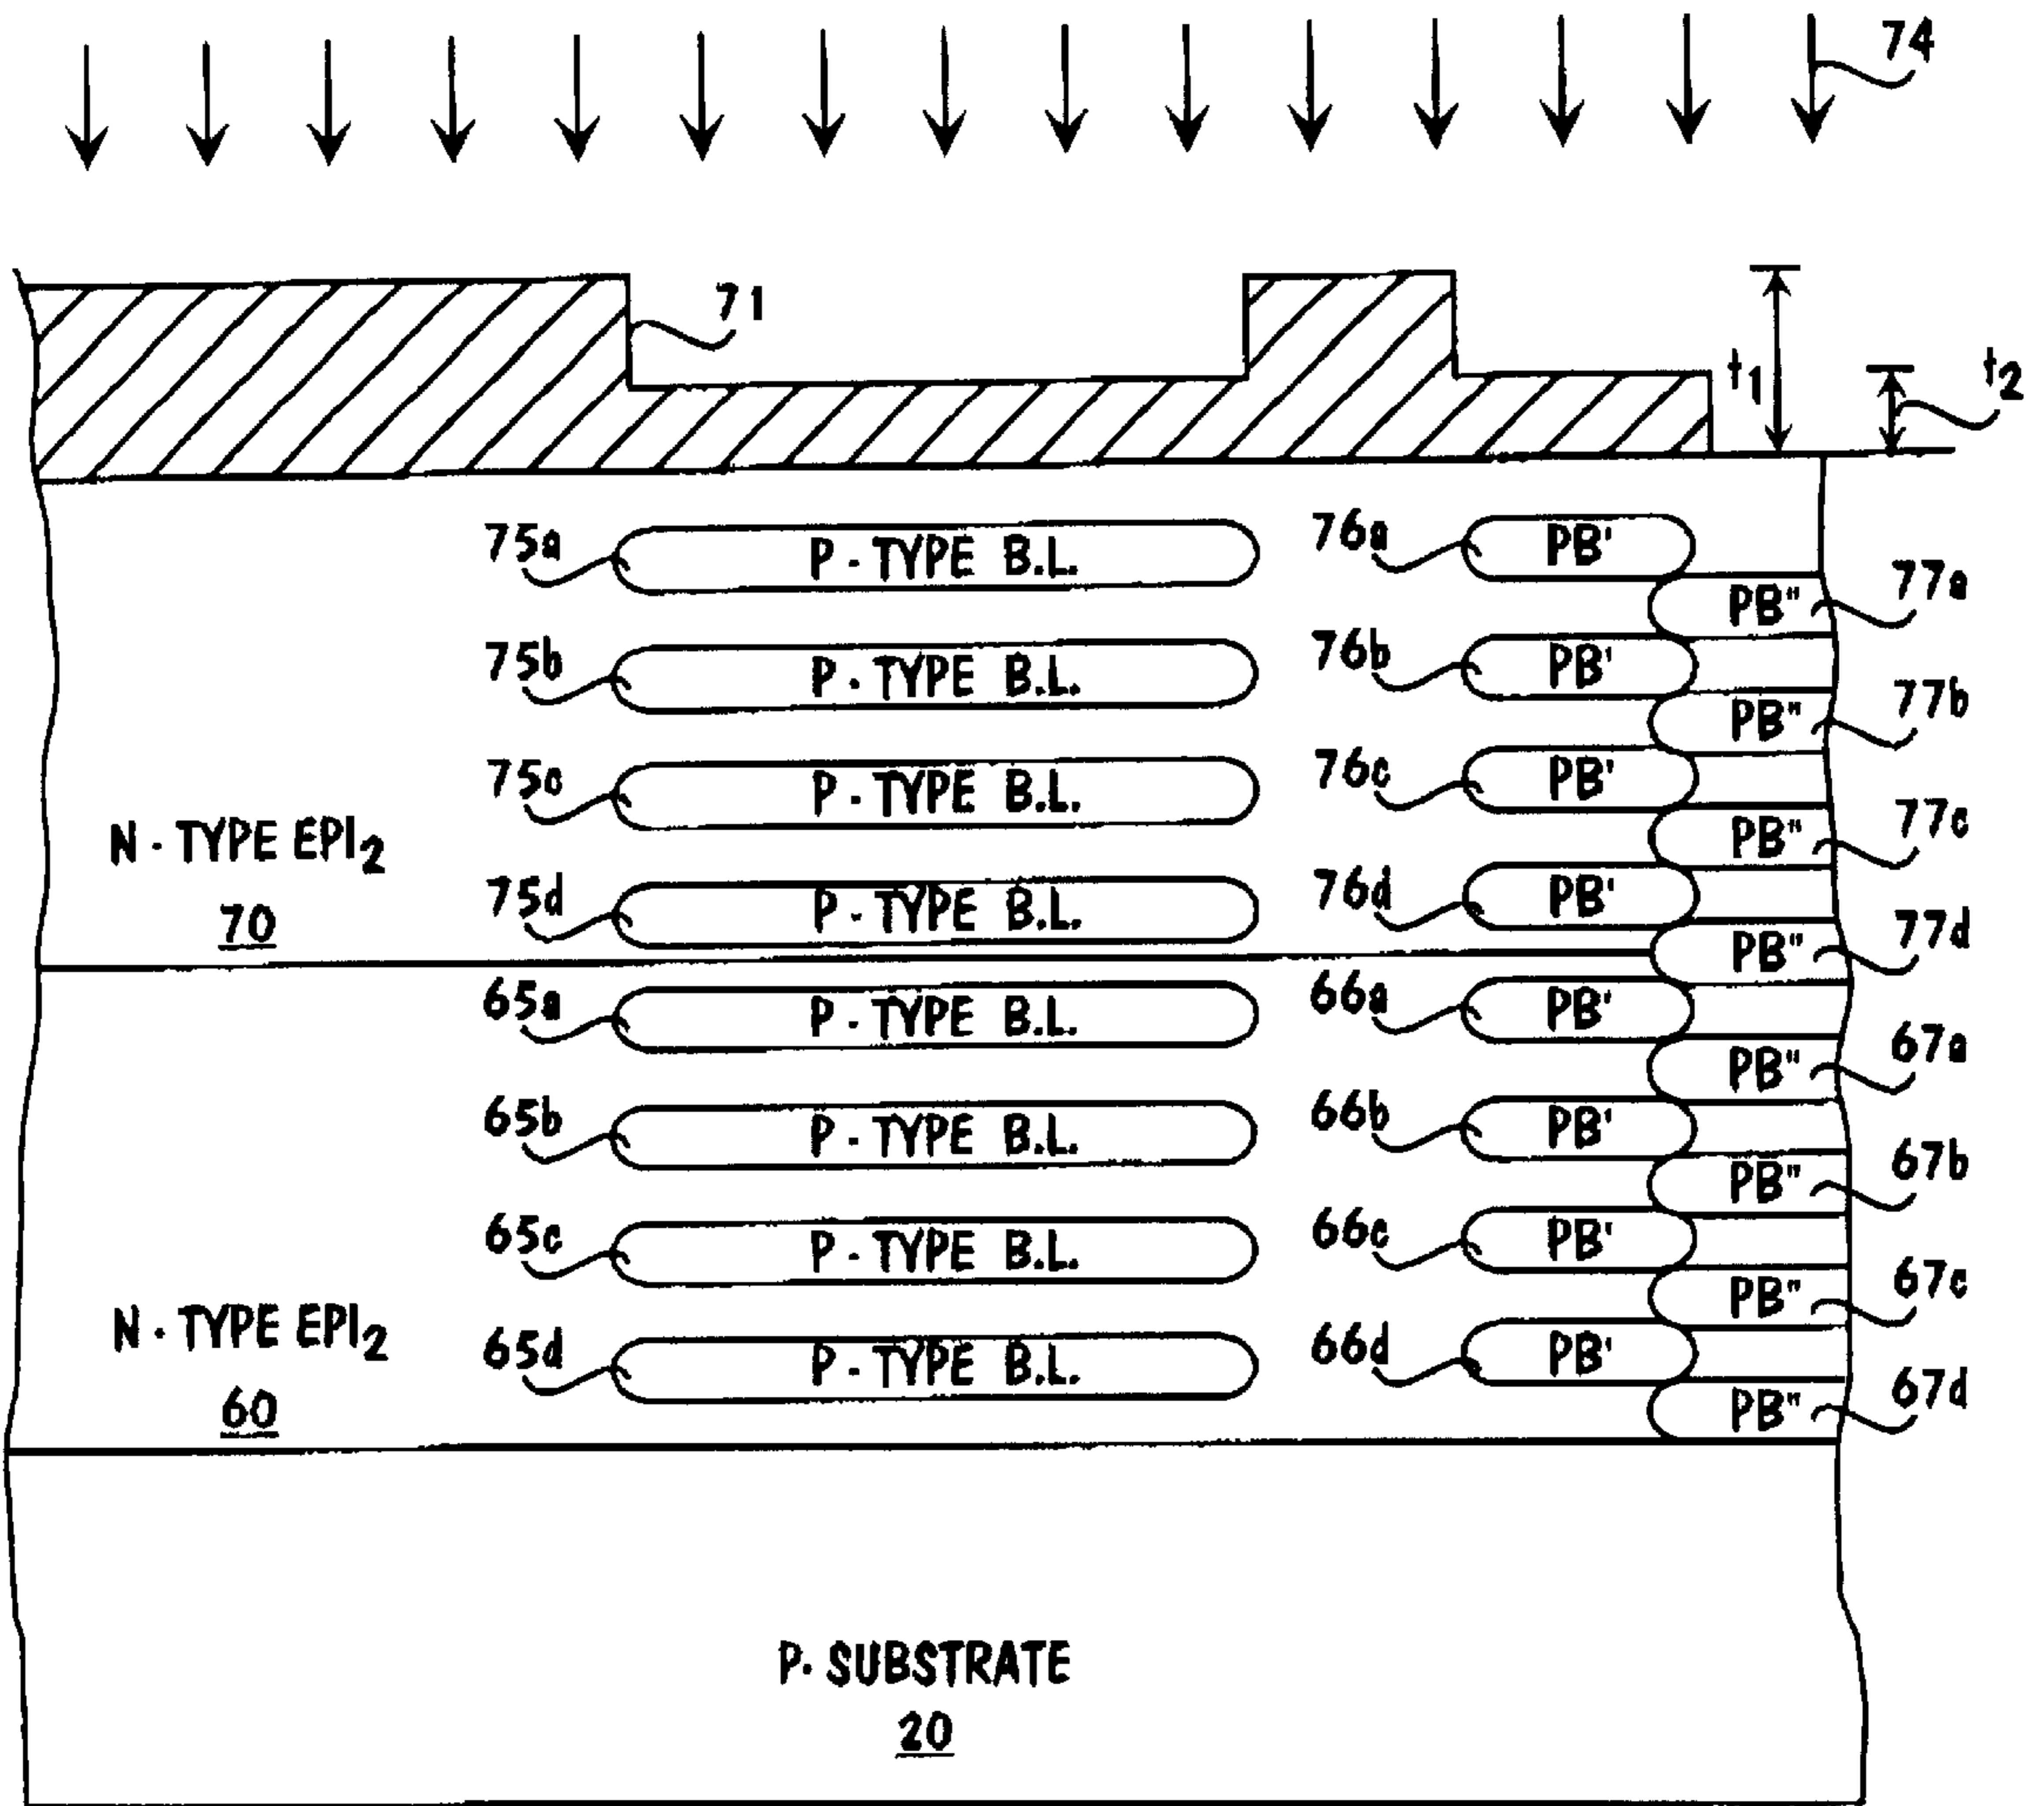 74
71
t1
t2
75a P-TYPE B.L. 76a PB'
PB" 77a
75b P-TYPE B.L. 76b PB'
PB" 77b
75c P-TYPE B.L. 76c PB'
PB" 77c
N-TYPE EPI2
70
75d P-TYPE B.L. 76d PB'
PB" 77d
65a P-TYPE B.L. 66a PB'
PB" 67a
65b P-TYPE B.L. 66b PB'
PB" 67b
65c P-TYPE B.L. 66c PB'
PB" 67c
N-TYPE EPI2
60
65d P-TYPE B.L. 66d PB'
PB" 67d
P-SUBSTRATE
20